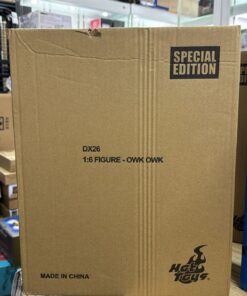 SPECIAL
EDITION
DX26
1:6 FIGURE - OWK OWK
MADE IN CHINA
Hot
Toys